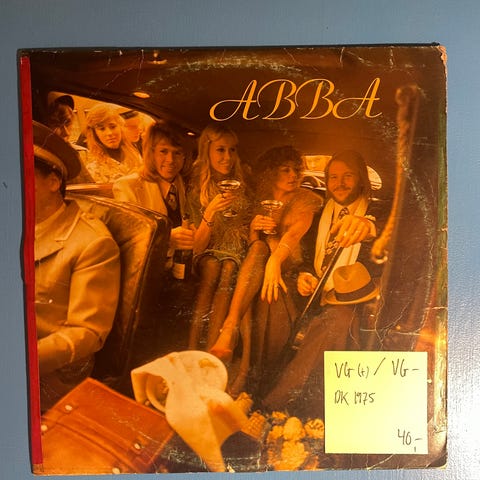 ABBA
VG (+) / VG-
DK 1975
40,-